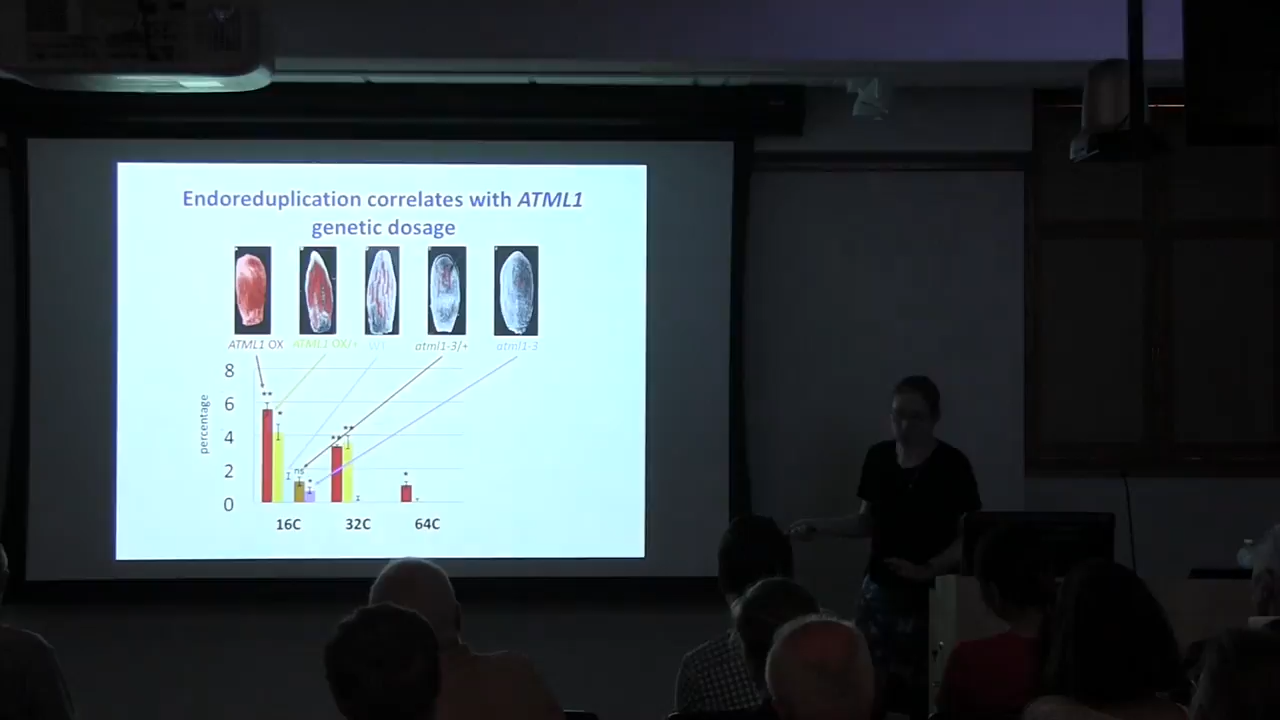 Endoreduplication correlates with ATML1
genetic dosage
ATML1 OX ATML1 OX/+ WT atml1-3/+ atml1-3
8
6
4
2
0
percentage
** * ns * ** ** *
16C 32C 64C